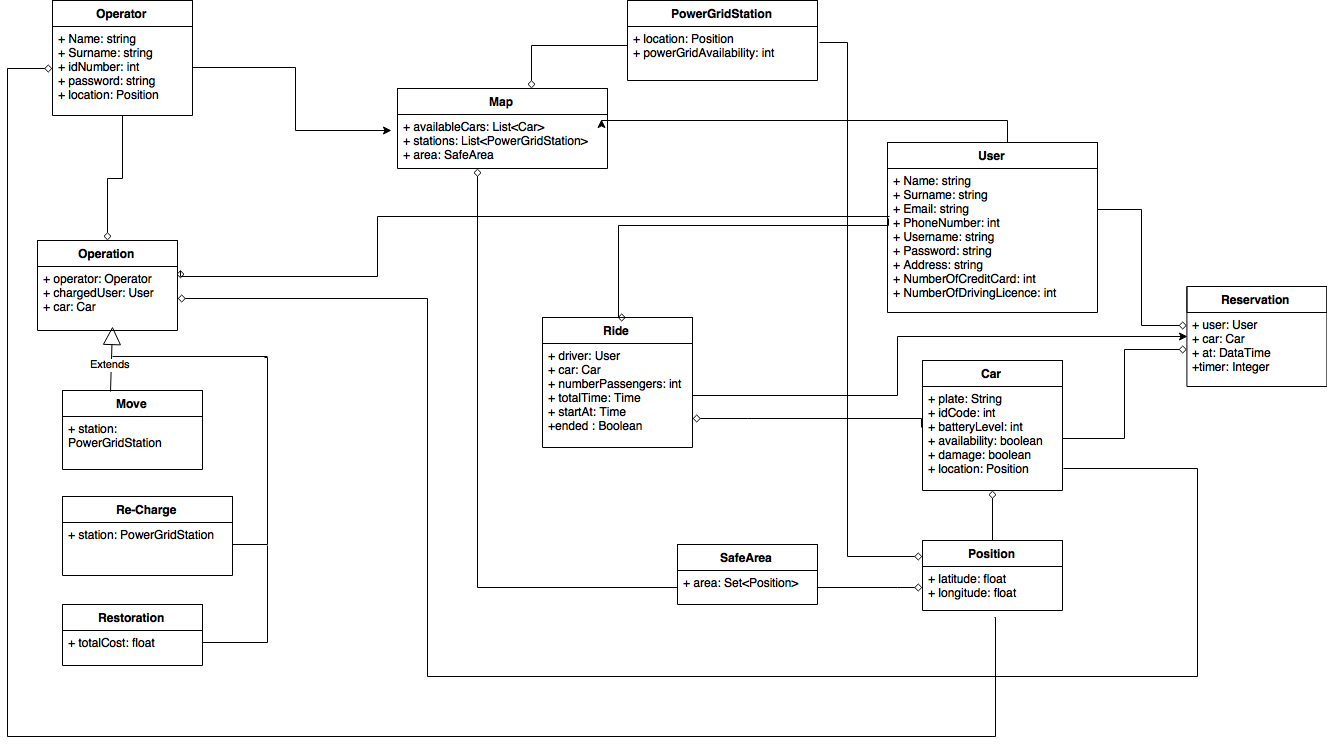 Operator
+ Name: string
+ Surname: string
+ idNumber: int
+ password: string
+ location: Position
PowerGridStation
+ location: Position
+ powerGridAvailability: int
Map
+ availableCars: List<Car>
+ stations: List<PowerGridStation>
+ area: SafeArea
User
+ Name: string
+ Surname: string
+ Email: string
+ PhoneNumber: int
+ Username: string
+ Password: string
+ Address: string
+ NumberOfCreditCard: int
+ NumberOfDrivingLicence: int
Operation
+ operator: Operator
+ chargedUser: User
+ car: Car
Reservation
+ user: User
+ car: Car
+ at: DataTime
+timer: Integer
Ride
+ driver: User
+ car: Car
+ numberPassengers: int
+ totalTime: Time
+ startAt: Time
+ended : Boolean
Extends
Car
+ plate: String
+ idCode: int
+ batteryLevel: int
+ availability: boolean
+ damage: boolean
+ location: Position
Move
+ station:
PowerGridStation
Re-Charge
+ station: PowerGridStation
SafeArea
+ area: Set<Position>
Position
+ latitude: float
+ longitude: float
Restoration
+ totalCost: float